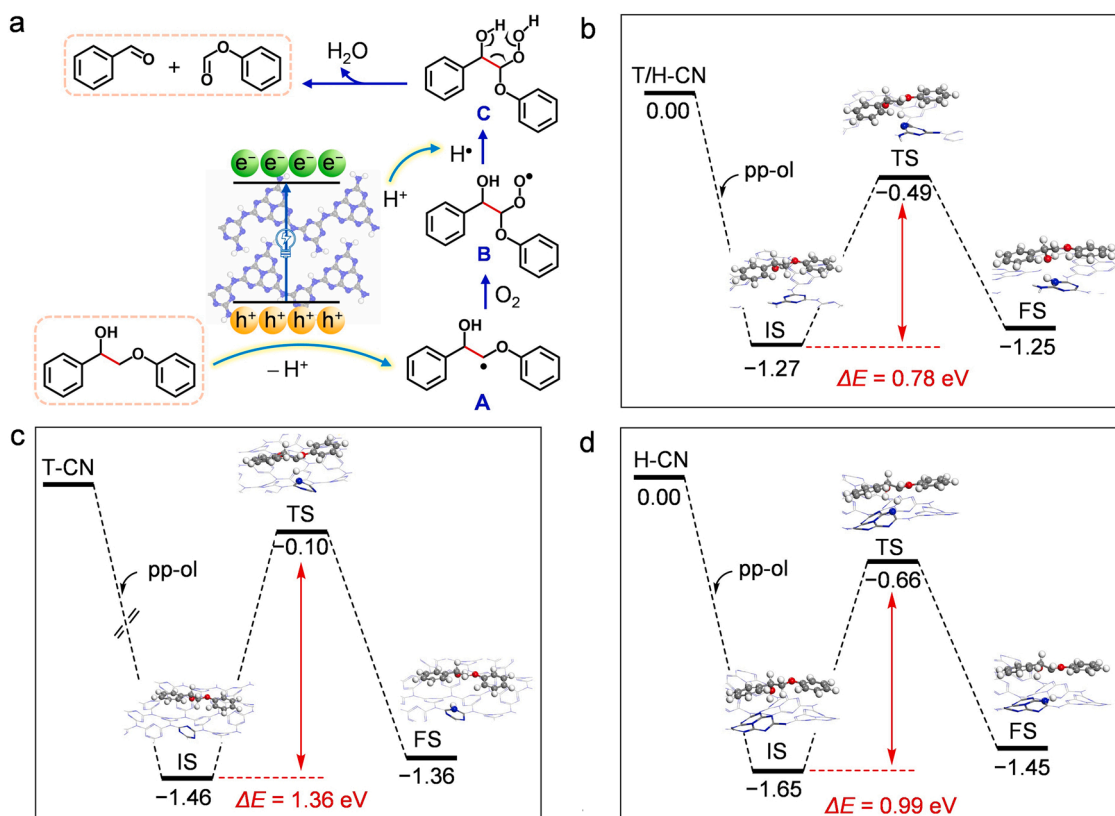 a
O
+
O
O
H₂O
O H H
O O
O
C
H•
e⁻ e⁻ e⁻ e⁻
H⁺
OH O•
O
O
B
O₂
h⁺ h⁺ h⁺ h⁺
OH
O
– H⁺
OH
O
•
A
b
T/H-CN
0.00
pp-ol
TS
−0.49
IS
−1.27
FS
−1.25
ΔE = 0.78 eV
c
T-CN
pp-ol
TS
−0.10
IS
−1.46
FS
−1.36
ΔE = 1.36 eV
d
H-CN
0.00
pp-ol
TS
−0.66
IS
−1.65
FS
−1.45
ΔE = 0.99 eV